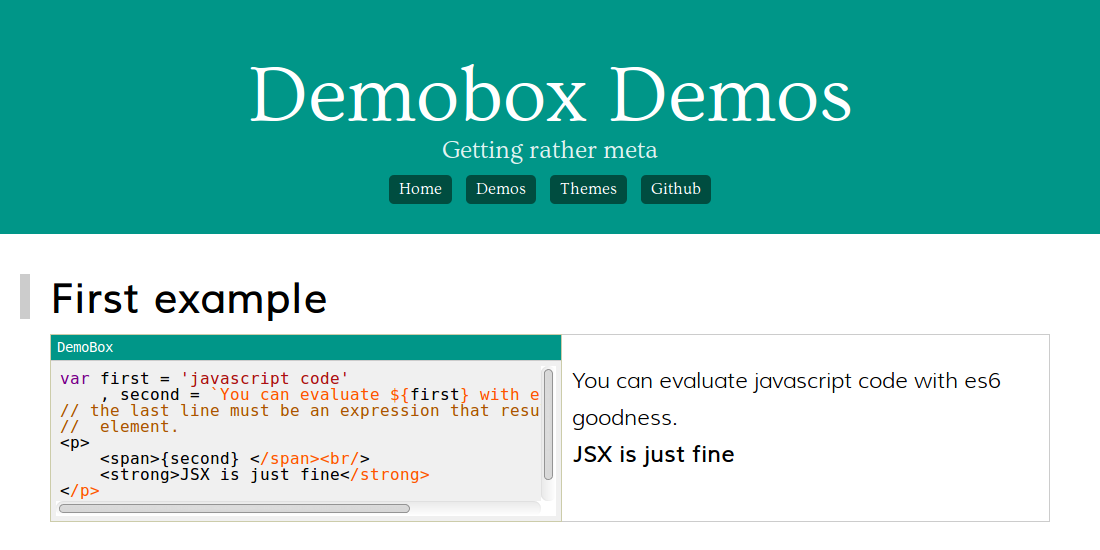 Demobox Demos
Getting rather meta
Home Demos Themes Github
First example
DemoBox
var first = 'javascript code'
    , second = `You can evaluate ${first} with e
// the last line must be an expression that resu
//  element.
<p>
    <span>{second} </span><br/>
    <strong>JSX is just fine</strong>
</p>
You can evaluate javascript code with es6
goodness.
JSX is just fine